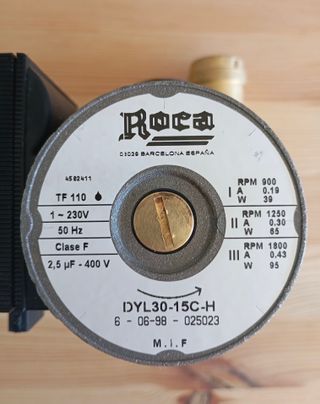 Roca
08029 BARCELONA ESPAÑA
4582411
TF 110
1 ~ 230V
50 Hz
Clase F
2,5 µF - 400 V
I
RPM 900
A 0.19
W 39
II
RPM 1250
A 0.30
W 65
III
RPM 1800
A 0.43
W 95
DYL30-15C-H
6 - 06-98 - 025023
M.I.F